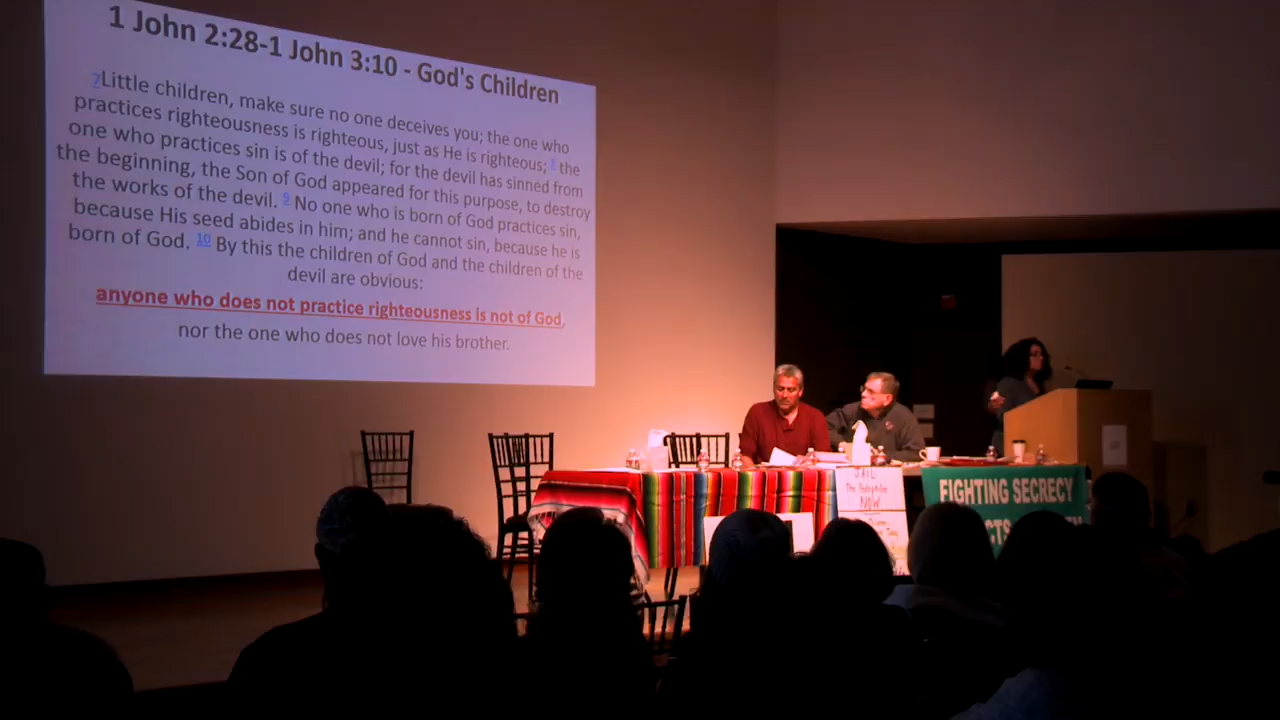 1 John 2:28-1 John 3:10 - God's Children
7Little children, make sure no one deceives you; the one who
practices righteousness is righteous, just as He is righteous; 8 the
one who practices sin is of the devil; for the devil has sinned from
the beginning, the Son of God appeared for this purpose, to destroy
the works of the devil. 9 No one who is born of God practices sin,
because His seed abides in him; and he cannot sin, because he is
born of God. 10 By this the children of God and the children of the
devil are obvious:
anyone who does not practice righteousness is not of God,
nor the one who does not love his brother.
JAIL
The
NOW
FIGHTING SECRECY